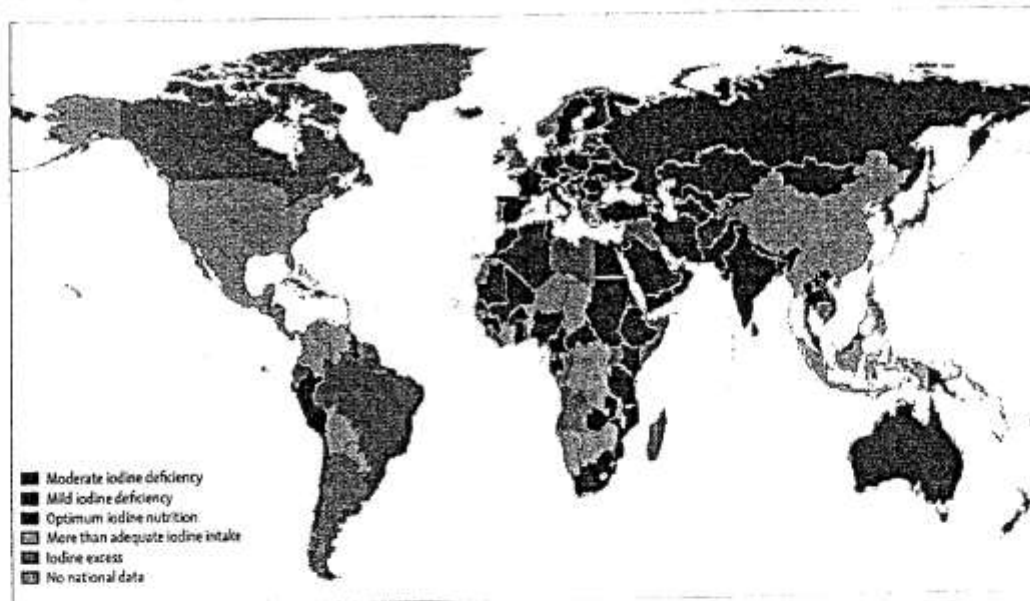 Moderate iodine deficiency
Mild iodine deficiency
Optimum iodine nutrition
More than adequate iodine intake
Iodine excess
No national data